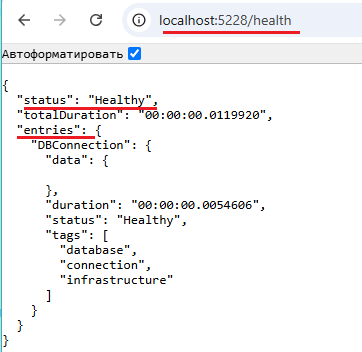 localhost:5228/health
Автоформатировать
{
"status": "Healthy",
"totalDuration": "00:00:00.0119920",
"entries": {
"DBConnection": {
"data": {
},
"duration": "00:00:00.0054606",
"status": "Healthy",
"tags": [
"database",
"connection",
"infrastructure"
]
}
}
}